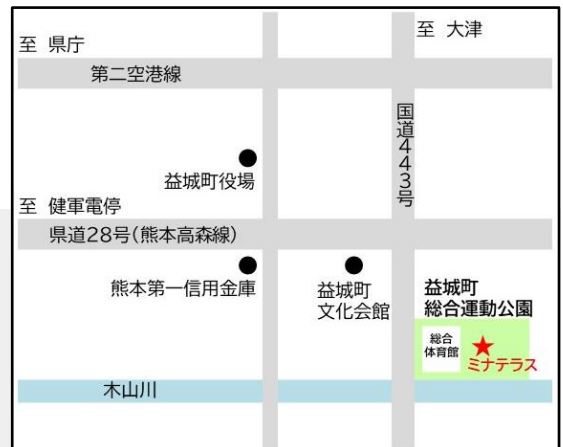 至 県庁
至 大津
第二空港線
国道443号
益城町役場
至 健軍電停
県道28号(熊本高森線)
熊本第一信用金庫
益城町
文化会館
益城町
総合運動公園
総合
体育館
ミナテラス
木山川